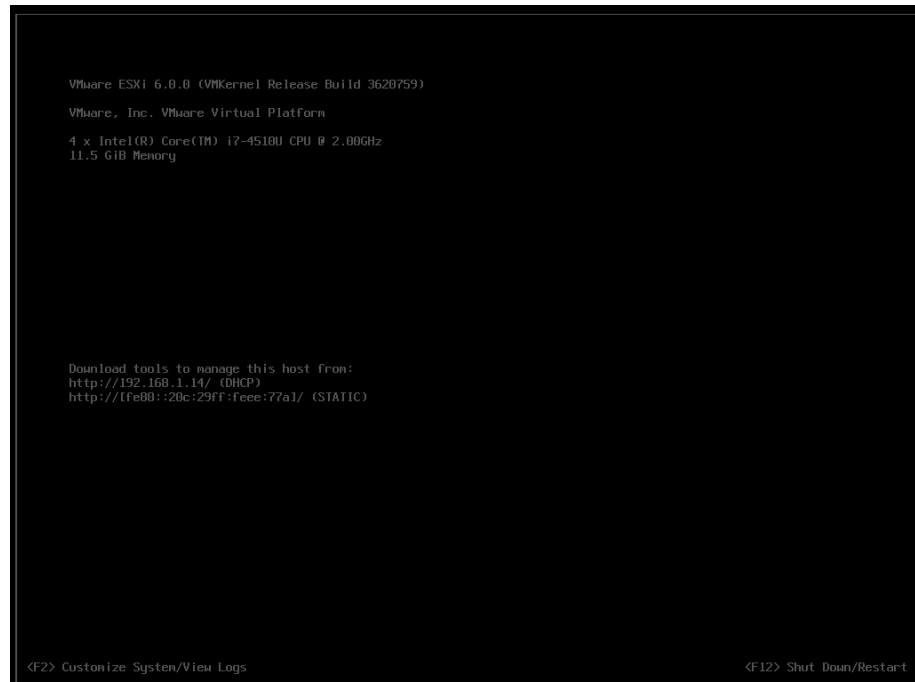 VMware ESXi 6.0.0 (VMKernel Release Build 3620759)
VMware, Inc. VMware Virtual Platform
4 x Intel(R) Core(TM) i7-4510U CPU @ 2.00GHz
11.5 GiB Memory
Download tools to manage this host from:
http://192.168.1.14/ (DHCP)
http://[fe80::20c:29ff:feee:77a]/ (STATIC)
<F2> Customize System/View Logs
<F12> Shut Down/Restart